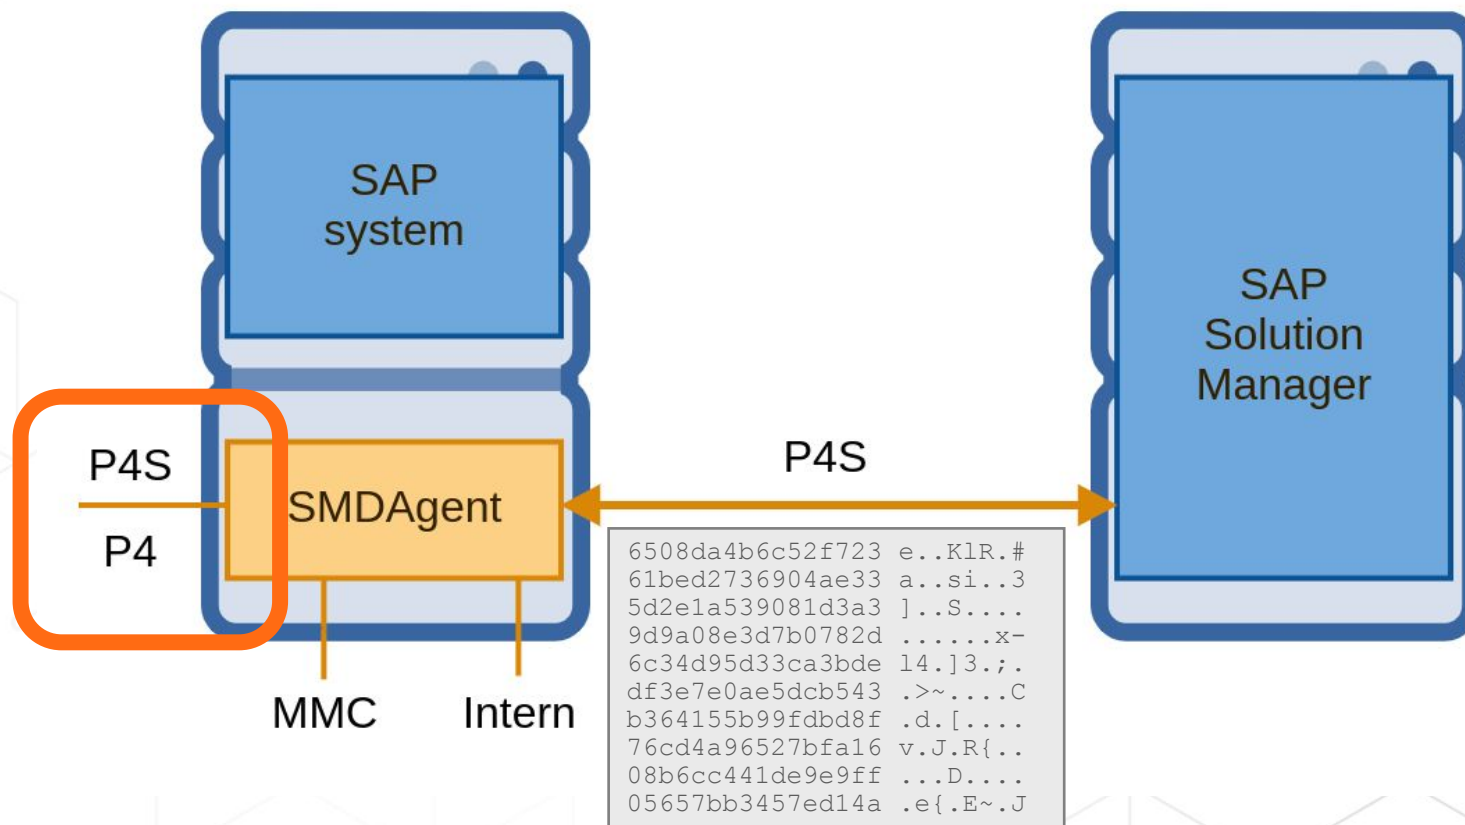 SAP
system
SAP
Solution
Manager
P4S
P4
SMDAgent
P4S
MMC
Intern
6508da4b6c52f723 e..KlR.#
61bed2736904ae33 a..si..3
5d2e1a539081d3a3 ]..S....
9d9a08e3d7b0782d ......x-
6c34d95d33ca3bde l4.]3.;.
df3e7e0ae5dcb543 .>~....C
b364155b99fdbd8f .d.[....
76cd4a96527bfa16 v.J.R{..
08b6cc441de9e9ff ...D....
05657bb3457ed14a .e{.E~.J